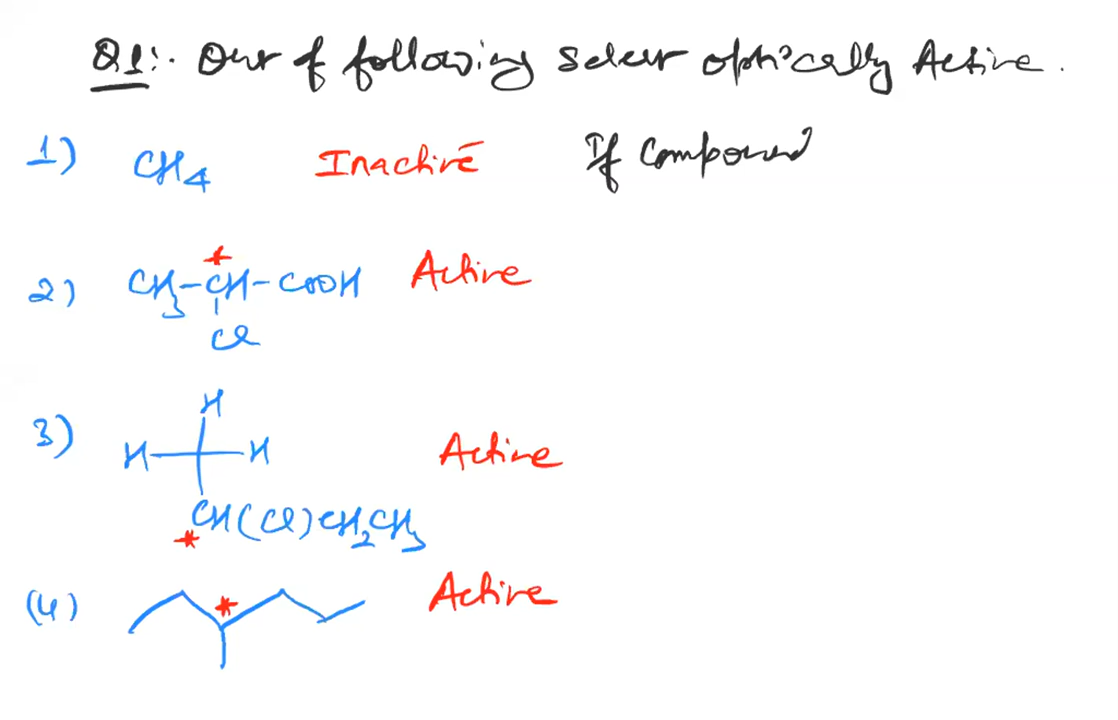 Q1:. Out of following Select optically Active.
1) CH4 Inactive If Compound
2) CH3-CH-COOH Active
Cl
H
3) H H Active
CH(Cl)CH2CH3
(4) Active